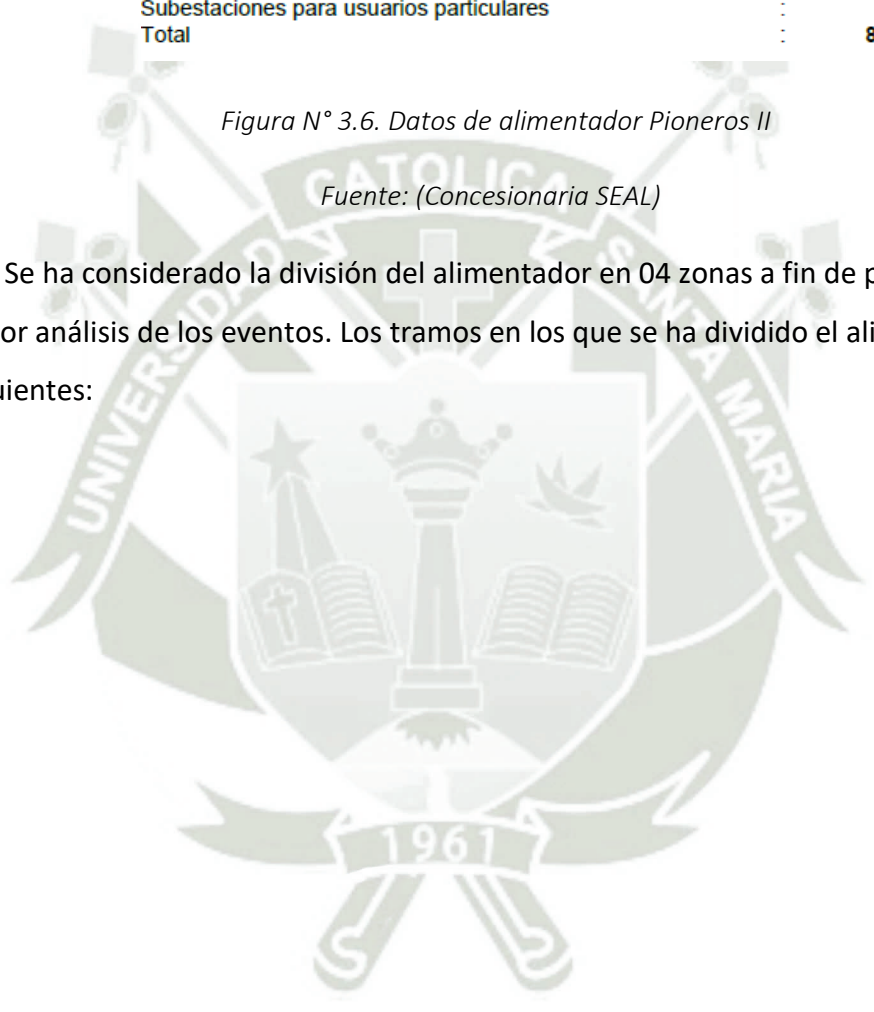 Subestaciones para usuarios particulares :
Total : 8
Figura N° 3.6. Datos de alimentador Pioneros II
Fuente: (Concesionaria SEAL)
Se ha considerado la división del alimentador en 04 zonas a fin de p
or análisis de los eventos. Los tramos en los que se ha dividido el ali
uientes:
UNIVERSIDAD CATOLICA SANTA MARIA
1961